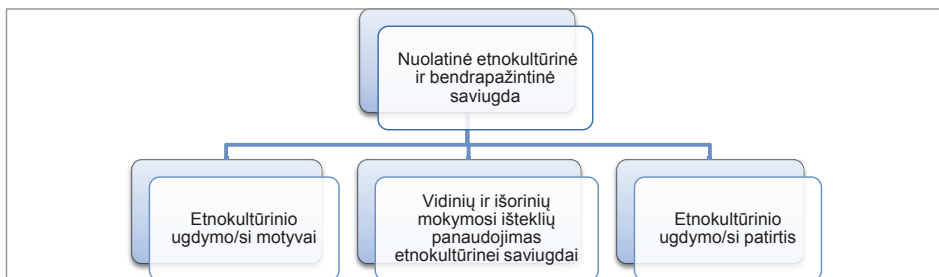 Nuolatinė etnokultūrinė
ir bendrapažintinė
saviugda
Etnokultūrinio
ugdymo/si motyvai
Vidinių ir išorinių
mokymosi išteklių
panaudojimas
etnokultūrinei saviugdai
Etnokultūrinio
ugdymo/si patirtis